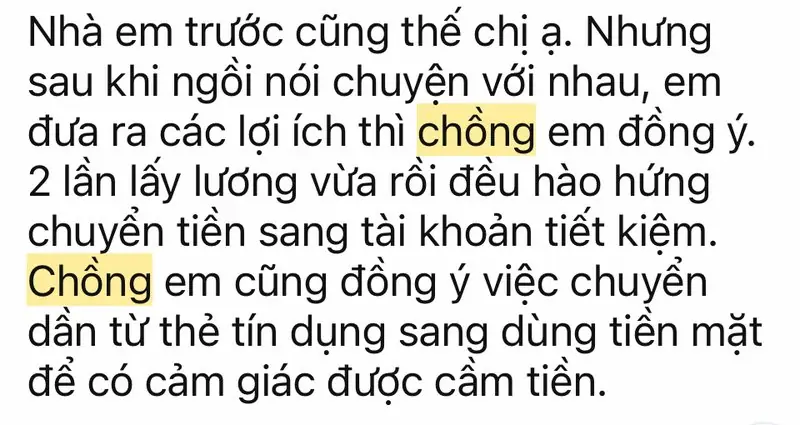 Nhà em trước cũng thế chị ạ. Nhưng
sau khi ngồi nói chuyện với nhau, em
đưa ra các lợi ích thì chồng em đồng ý.
2 lần lấy lương vừa rồi đều hào hứng
chuyển tiền sang tài khoản tiết kiệm.
Chồng em cũng đồng ý việc chuyển
dần từ thẻ tín dụng sang dùng tiền mặt
để có cảm giác được cầm tiền.